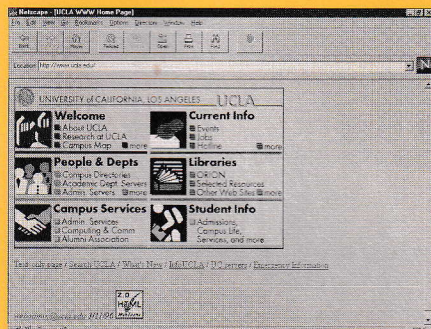 Netscape - [UCLA WWW Home Page]
File Edit View Go Bookmarks Options Directory Window Help
Back Home Reload Open Print Find
Location: http://www.ucla.edu/
N
UNIVERSITY of CALIFORNIA, LOS ANGELES UCLA
Welcome
About UCLA
Research at UCLA
Campus Map more
Current Info
Events
Jobs
Hotline more
People & Depts
Campus Directories
Academic Dept. Servers
Admin. Servers more
Libraries
ORION
Selected Resources
Other Web Sites more
Campus Services
Admin. Services
Computing & Comm
Alumni Association
Student Info
Admissions,
Campus Life,
Services, and more
Text-only page / Search UCLA / What's New / InfoUCLA / UC servers / Emergency Information
2.0
HTML